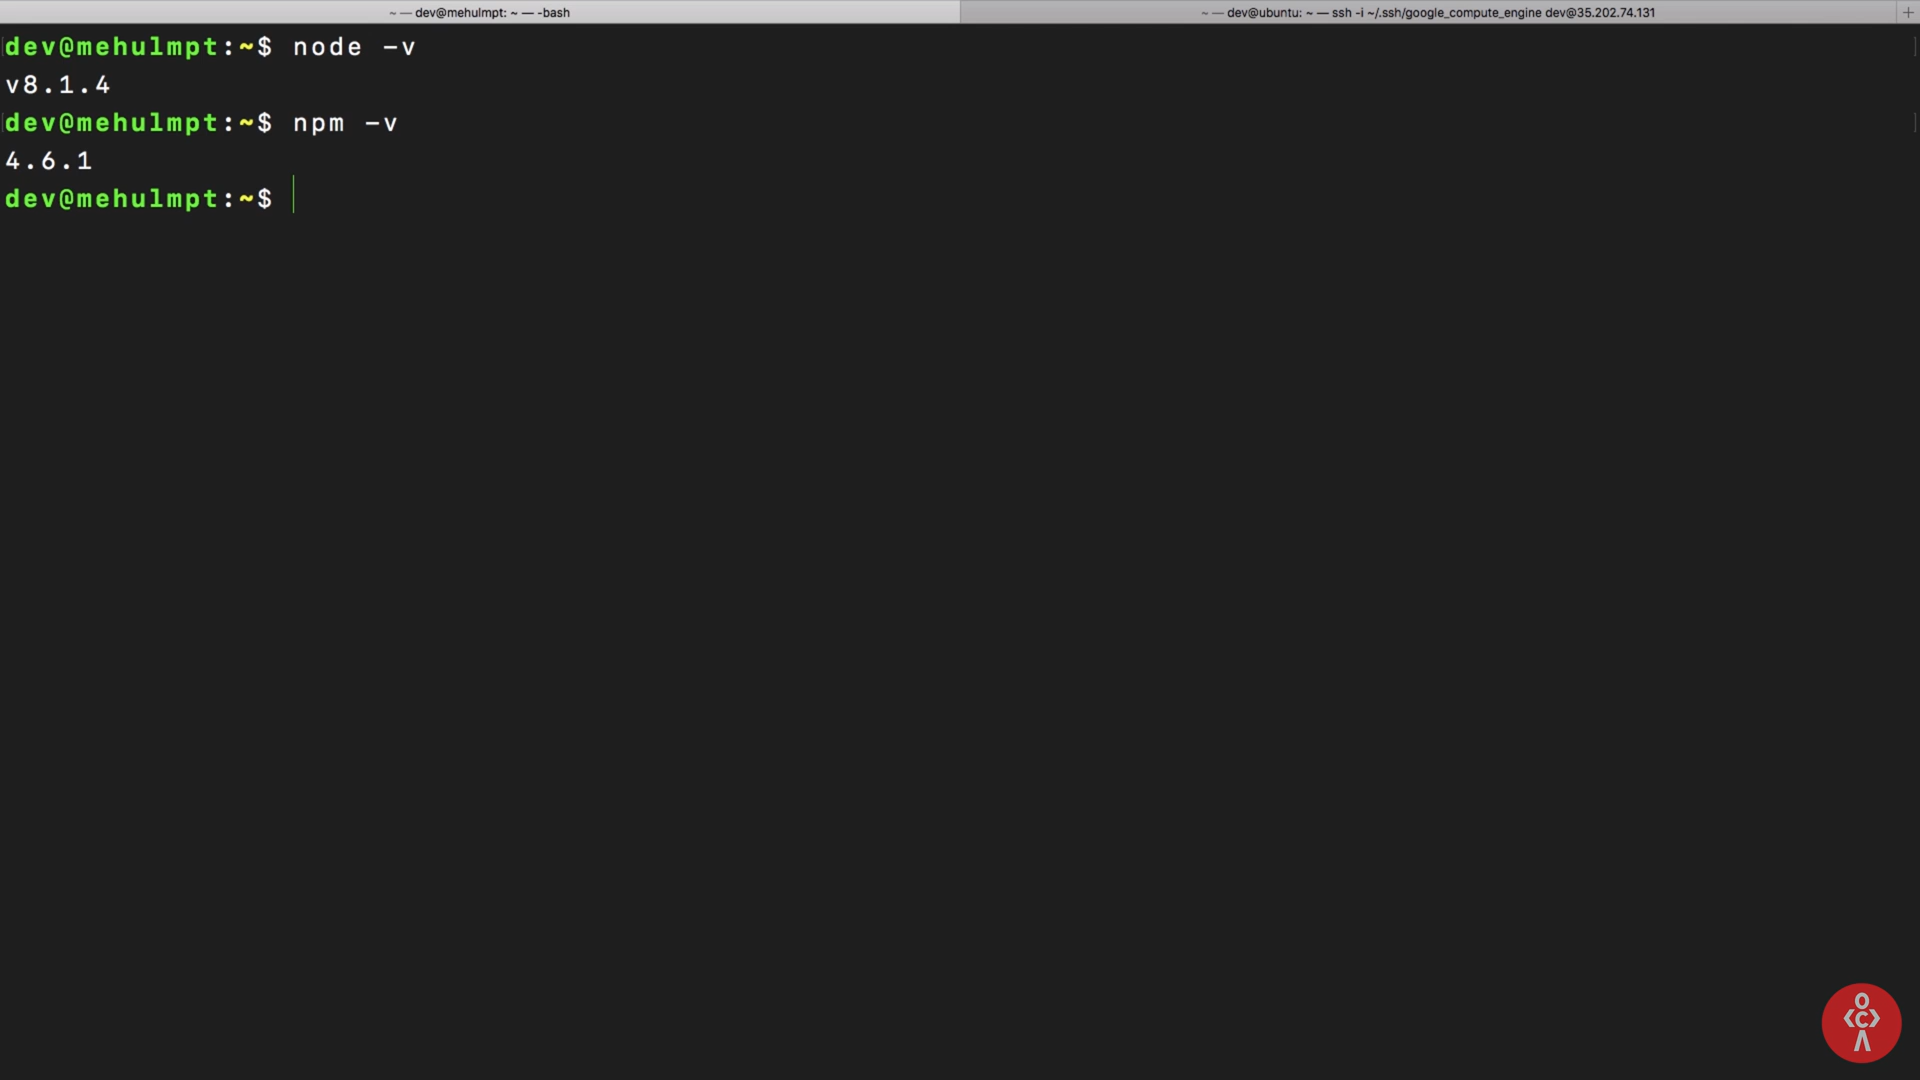 ~ — dev@mehulmpt: ~ — -bash
~ — dev@ubuntu: ~ — ssh -i ~/.ssh/google_compute_engine dev@35.202.74.131
+
dev@mehulmpt:~$ node -v
v8.1.4
dev@mehulmpt:~$ npm -v
4.6.1
dev@mehulmpt:~$
O
<C>